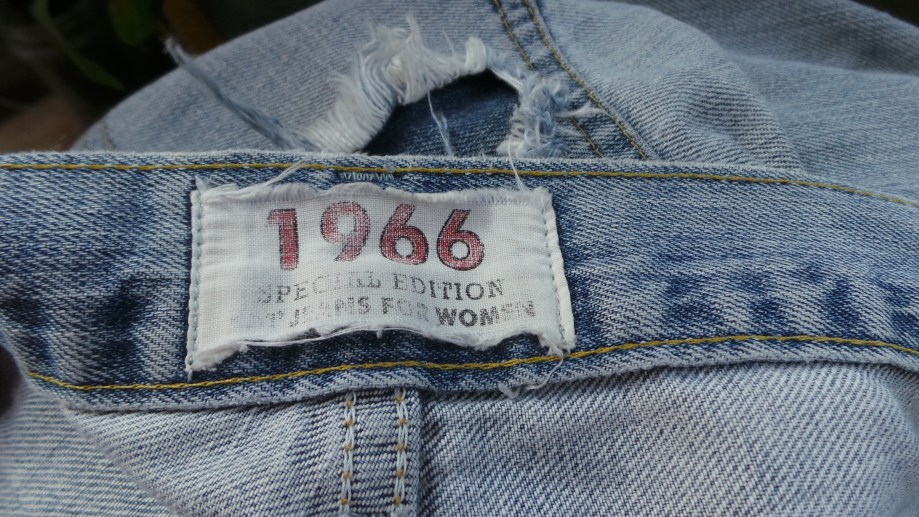 1966
SPECIAL EDITION
JEANS FOR WOMEN